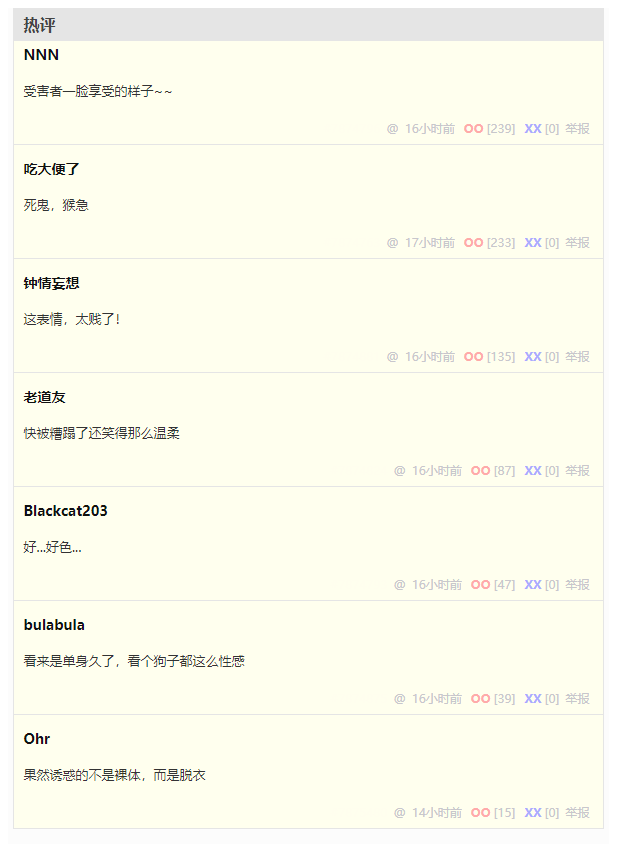 热评
NNN
受害者一脸享受的样子~~
@ 16小时前 OO [239] XX [0] 举报
吃大便了
死鬼，猴急
@ 17小时前 OO [233] XX [0] 举报
钟情妄想
这表情，太贱了！
@ 16小时前 OO [135] XX [0] 举报
老道友
快被糟蹋了还笑得那么温柔
@ 16小时前 OO [87] XX [0] 举报
Blackcat203
好...好色...
@ 16小时前 OO [47] XX [0] 举报
bulabula
看来是单身久了，看个狗子都这么性感
@ 16小时前 OO [39] XX [0] 举报
Ohr
果然诱惑的不是裸体，而是脱衣
@ 14小时前 OO [15] XX [0] 举报